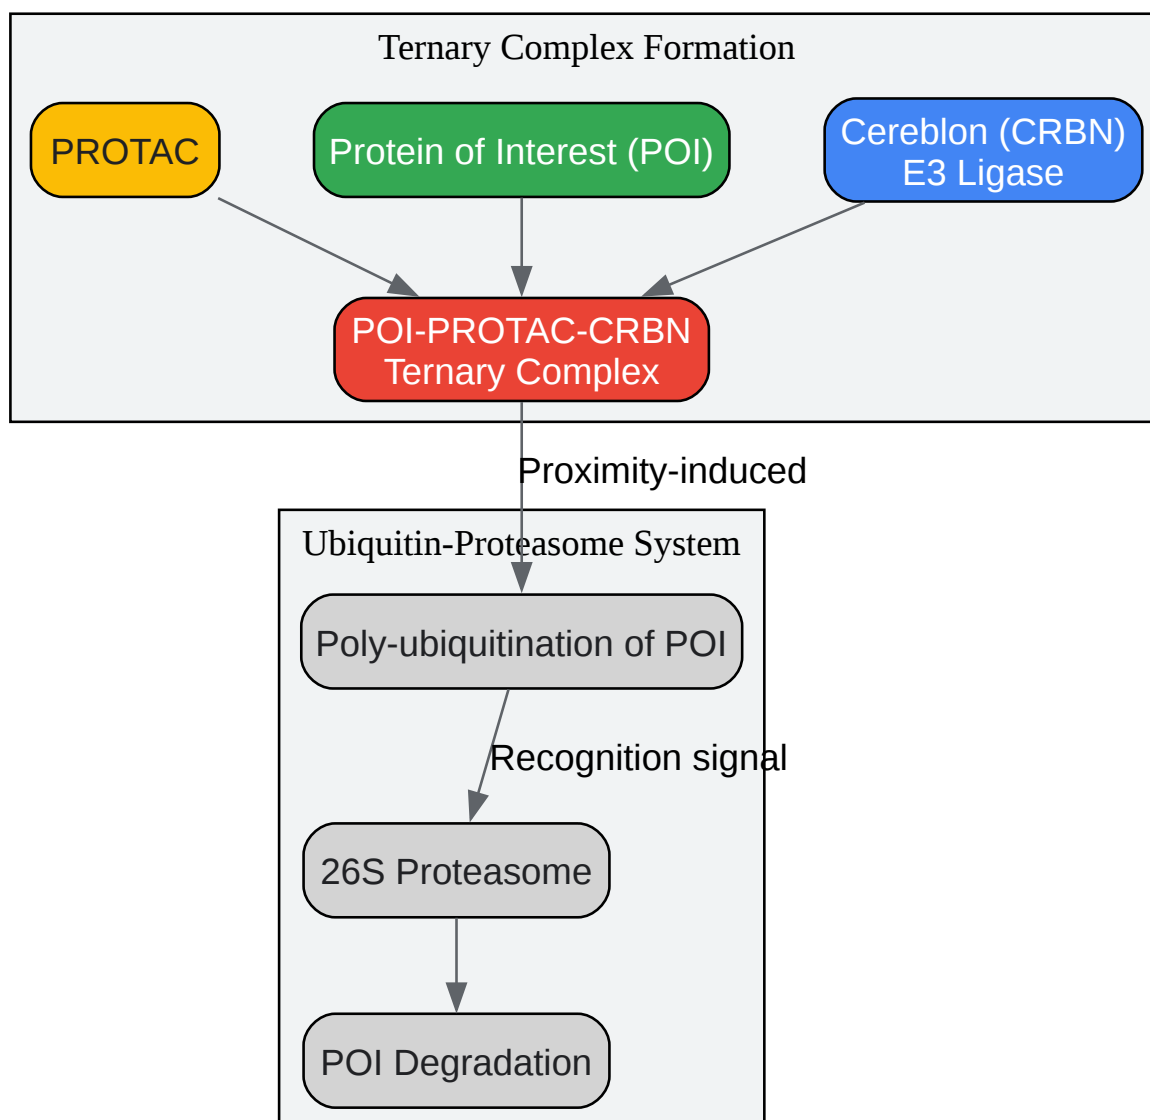 Ternary Complex Formation
PROTAC
Protein of Interest (POI)
Cereblon (CRBN)
E3 Ligase
POI-PROTAC-CRBN
Ternary Complex
Proximity-induced
Ubiquitin-Proteasome System
Poly-ubiquitination of POI
Recognition signal
26S Proteasome
POI Degradation